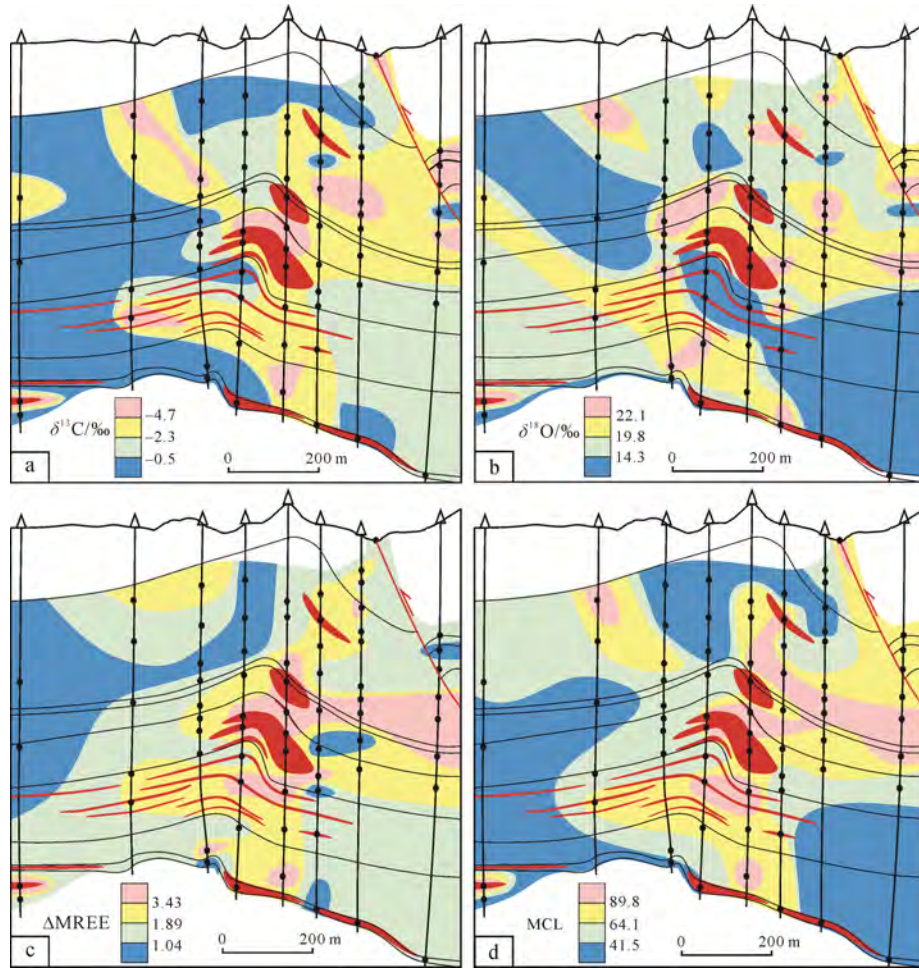 δ¹³C/‰
−4.7
−2.3
−0.5
a
0 200 m
δ¹⁸O/‰
22.1
19.8
14.3
b
0 200 m
ΔMREE
3.43
1.89
1.04
c
0 200 m
MCL
89.8
64.1
41.5
d
0 200 m